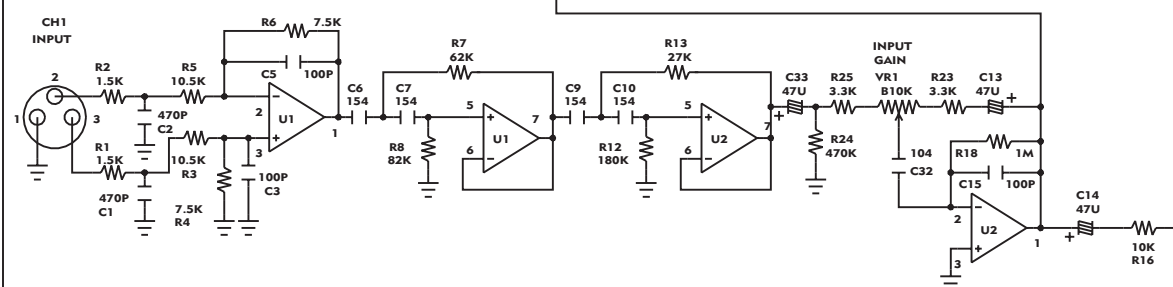 CH1
INPUT
2
1
3
R2
1.5K
470P
C2
R1
1.5K
470P
C1
R5
10.5K
10.5K
R3
7.5K
R4
R6
7.5K
C5
100P
2
3
U1
1
100P
C3
C6
154
C7
154
R7
62K
R8
82K
5
6
U1
7
C9
154
C10
154
R13
27K
R12
180K
5
6
U2
7
C33
47U
+
R24
470K
R25
3.3K
INPUT
GAIN
VR1
B10K
R23
3.3K
C13
47U
+
104
C32
R18
1M
C15
100P
2
3
U2
1
C14
47U
+
10K
R16